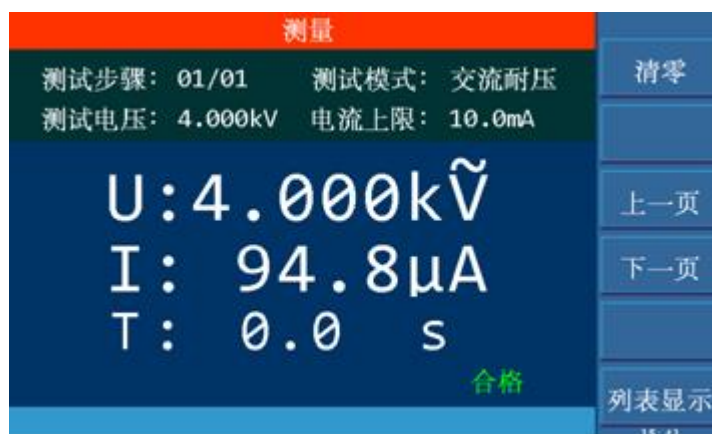 测量
测试步骤: 01/01 测试模式: 交流耐压
测试电压: 4.000kV 电流上限: 10.0mA
U:4.000kṼ
I: 94.8μA
T: 0.0 s
合格
清零
上一页
下一页
列表显示